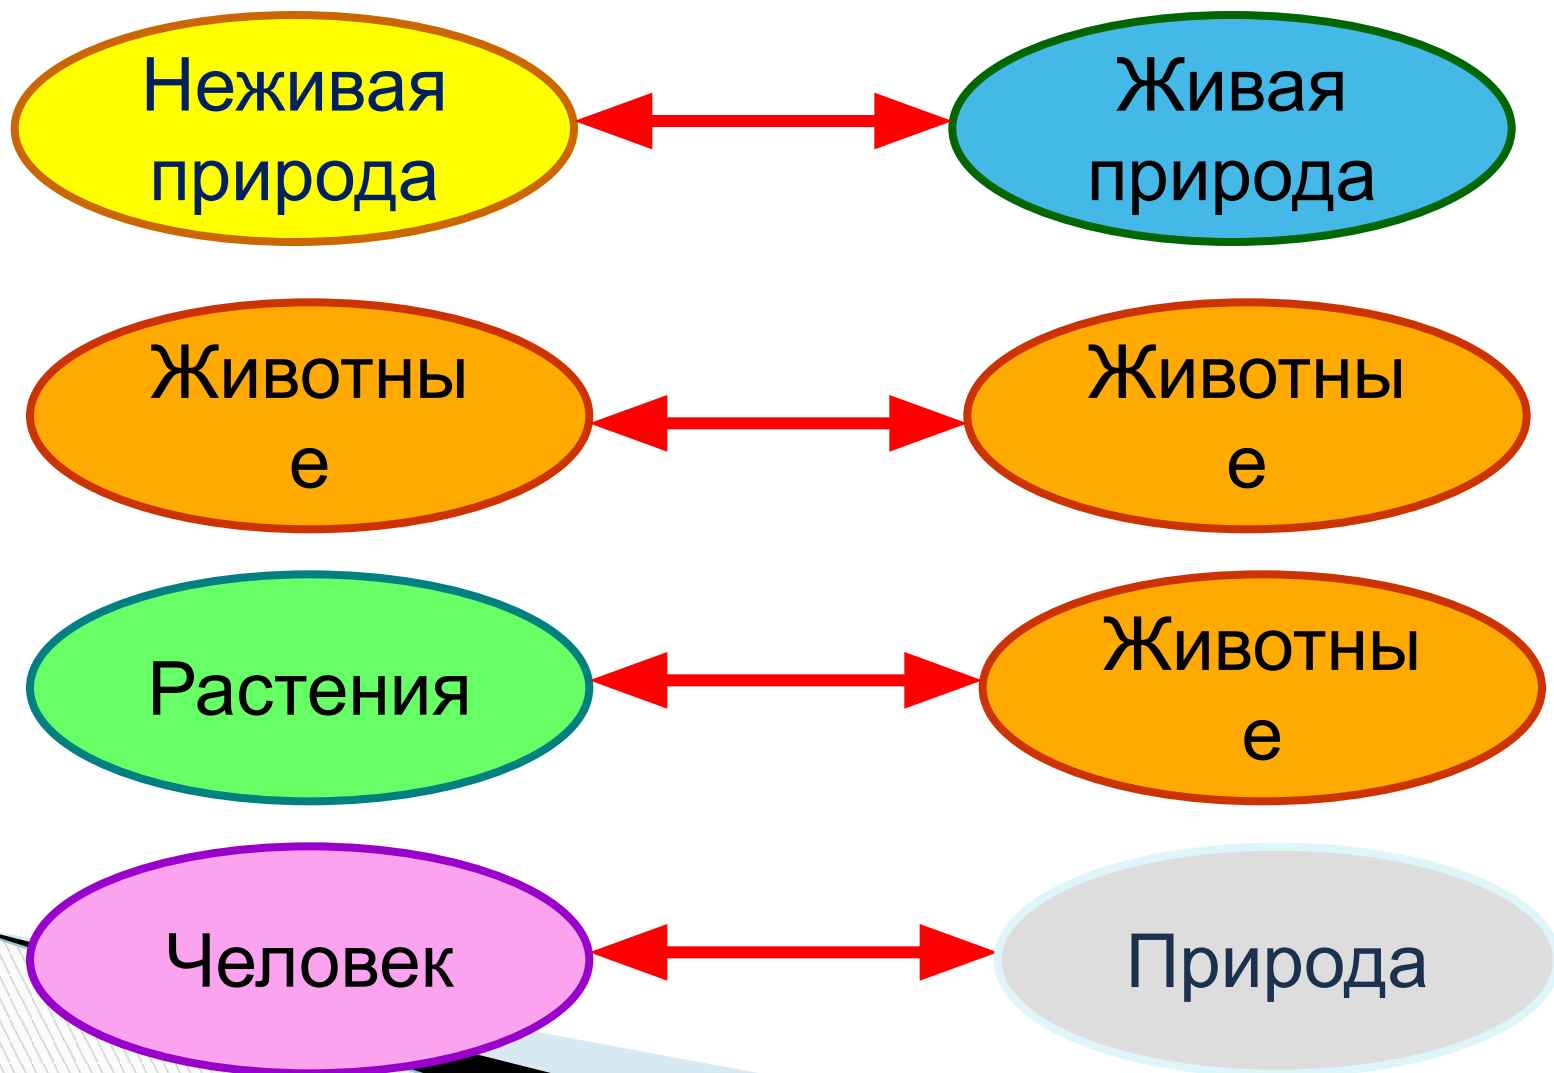 Неживая
природа
Живая
природа
Животны
е
Животны
е
Растения
Животны
е
Человек
Природа